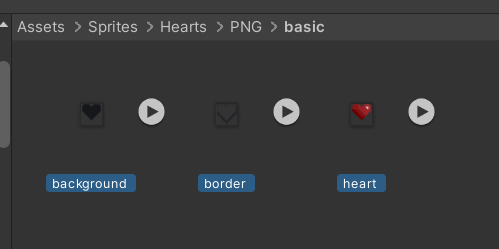 Assets > Sprites > Hearts > PNG > basic
background border heart